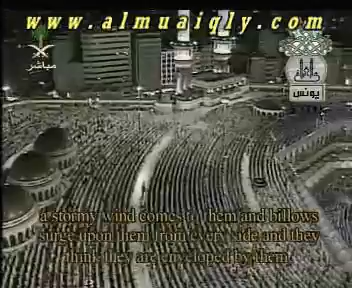 www.almuaiqly.com
مباشر
يونس
a stormy wind comes to them and billows
surge upon them from every side and they
think they are enveloped by them